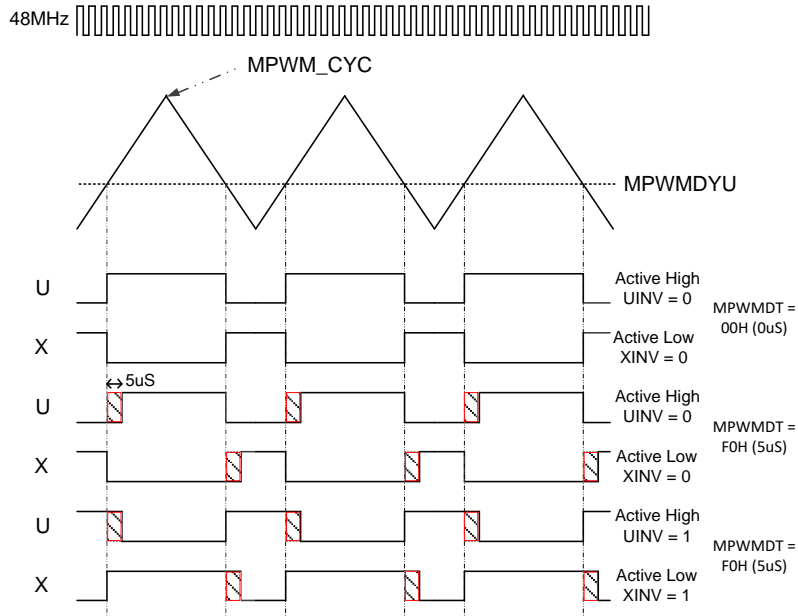 48MHz
MPWM_CYC
MPWMDYU
U
Active High
UINV = 0
X
Active Low
XINV = 0
MPWMDT =
00H (0uS)
5uS
U
Active High
UINV = 0
X
Active Low
XINV = 0
MPWMDT =
F0H (5uS)
U
Active High
UINV = 1
X
Active Low
XINV = 1
MPWMDT =
F0H (5uS)